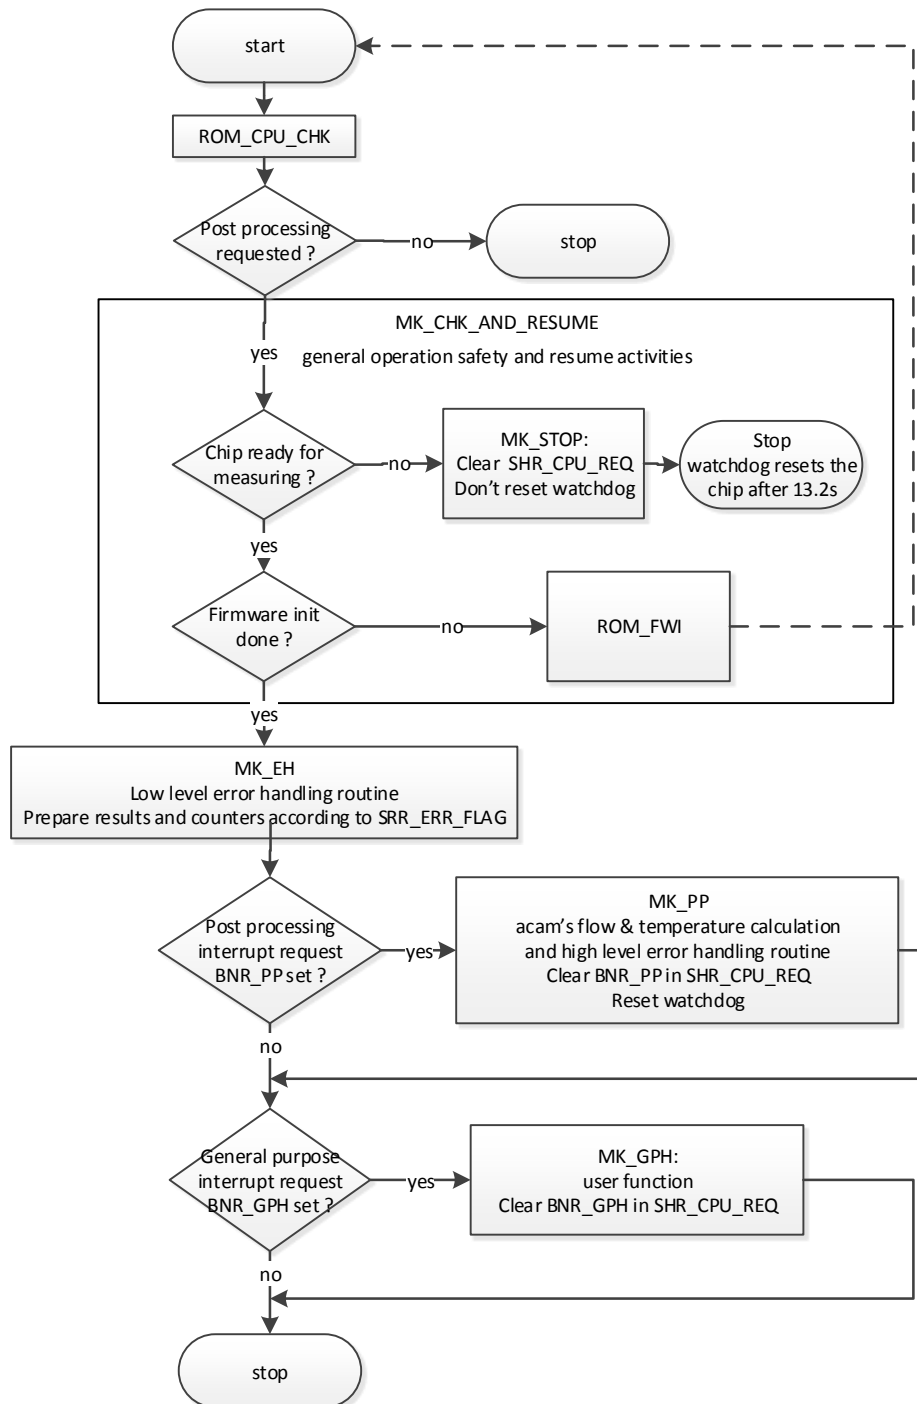 start
ROM_CPU_CHK
Post processing
requested ?
no
stop
MK_CHK_AND_RESUME
general operation safety and resume activities
yes
Chip ready for
measuring ?
no
MK_STOP:
Clear SHR_CPU_REQ
Don't reset watchdog
Stop
watchdog resets the
chip after 13.2s
yes
Firmware init
done ?
no
ROM_FWI
yes
MK_EH
Low level error handling routine
Prepare results and counters according to SRR_ERR_FLAG
Post processing
interrupt request
BNR_PP set ?
yes
MK_PP
acam's flow & temperature calculation
and high level error handling routine
Clear BNR_PP in SHR_CPU_REQ
Reset watchdog
no
General purpose
interrupt request
BNR_GPH set ?
yes
MK_GPH:
user function
Clear BNR_GPH in SHR_CPU_REQ
no
stop